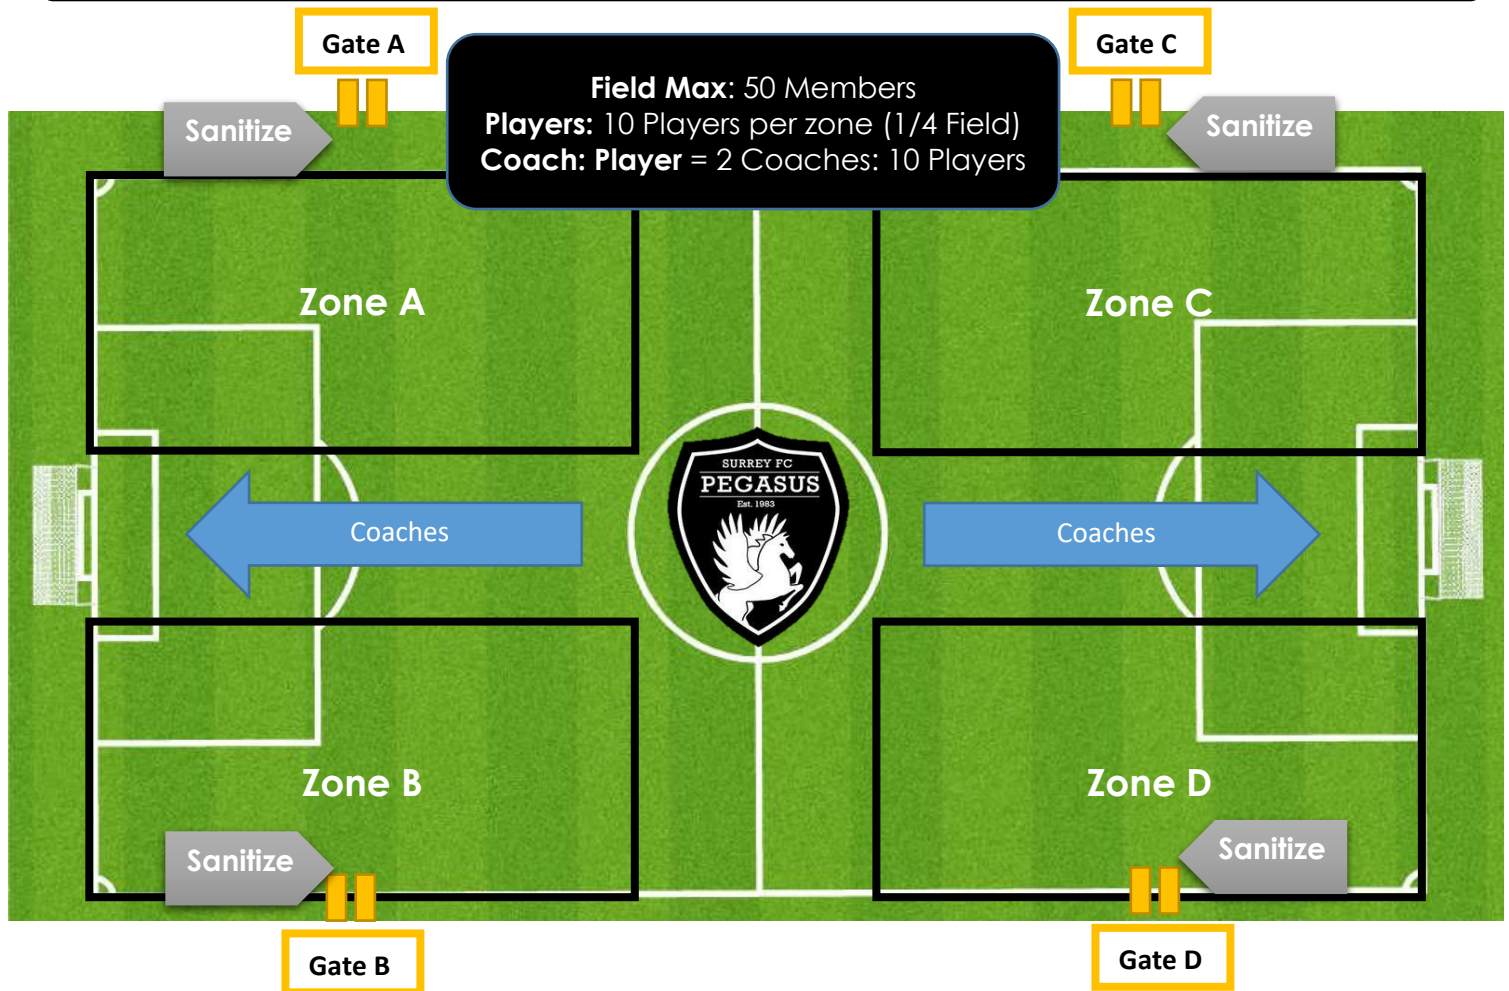 Gate A
Gate C
Field Max: 50 Members
Players: 10 Players per zone (1/4 Field)
Coach: Player = 2 Coaches: 10 Players
Sanitize
Sanitize
Zone A
Zone C
SURREY FC
PEGASUS
Est. 1983
Coaches
Coaches
Zone B
Zone D
Sanitize
Sanitize
Gate B
Gate D